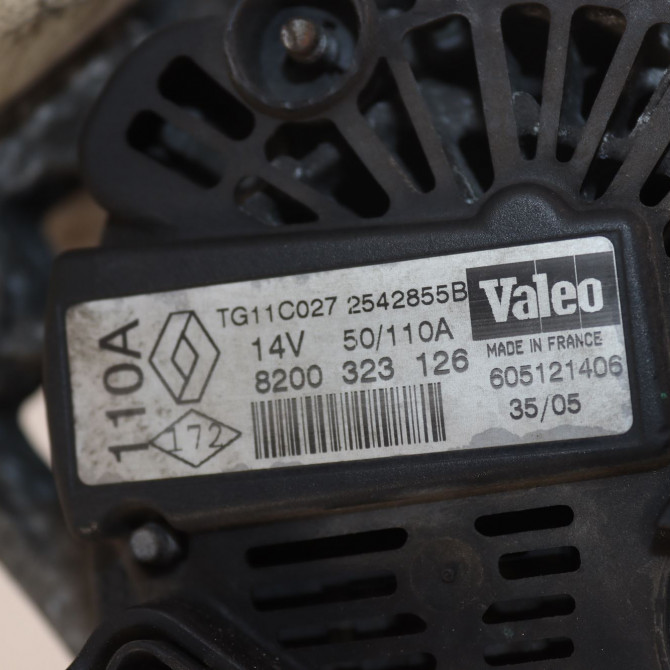 110A
172
TG11C027 2542855B
14V 50/110A
8200 323 126
Valeo
MADE IN FRANCE
605121406
35/05